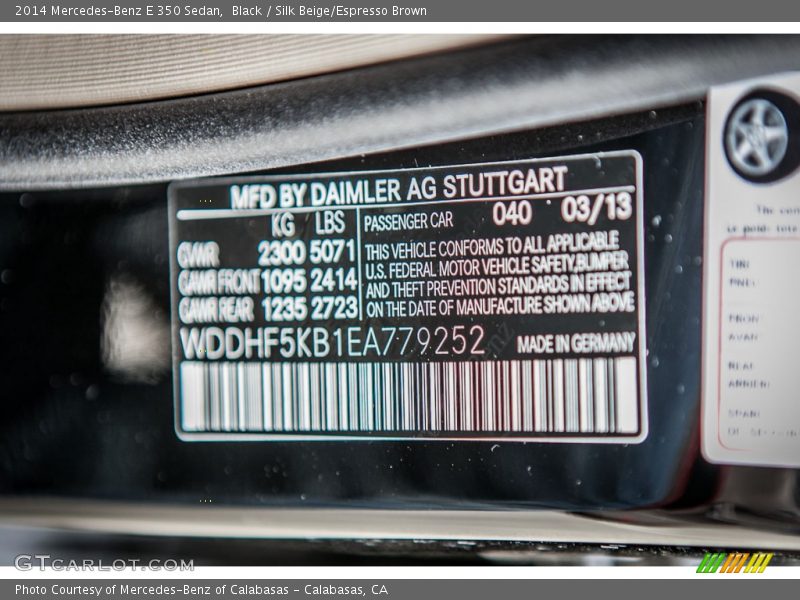 2014 Mercedes-Benz E 350 Sedan,  Black / Silk Beige/Espresso Brown
MFD BY DAIMLER AG STUTTGART
KG LBS PASSENGER CAR 040 03/13
GVWR 2300 5071 THIS VEHICLE CONFORMS TO ALL APPLICABLE
GAWR FRONT 1095 2414 U.S. FEDERAL MOTOR VEHICLE SAFETY, BUMPER
AND THEFT PREVENTION STANDARDS IN EFFECT
GAWR REAR 1235 2723 ON THE DATE OF MANUFACTURE SHOWN ABOVE
WDDHF5KB1EA779252 MADE IN GERMANY
GTCARLOT.COM
Photo Courtesy of Mercedes-Benz of Calabasas - Calabasas, CA